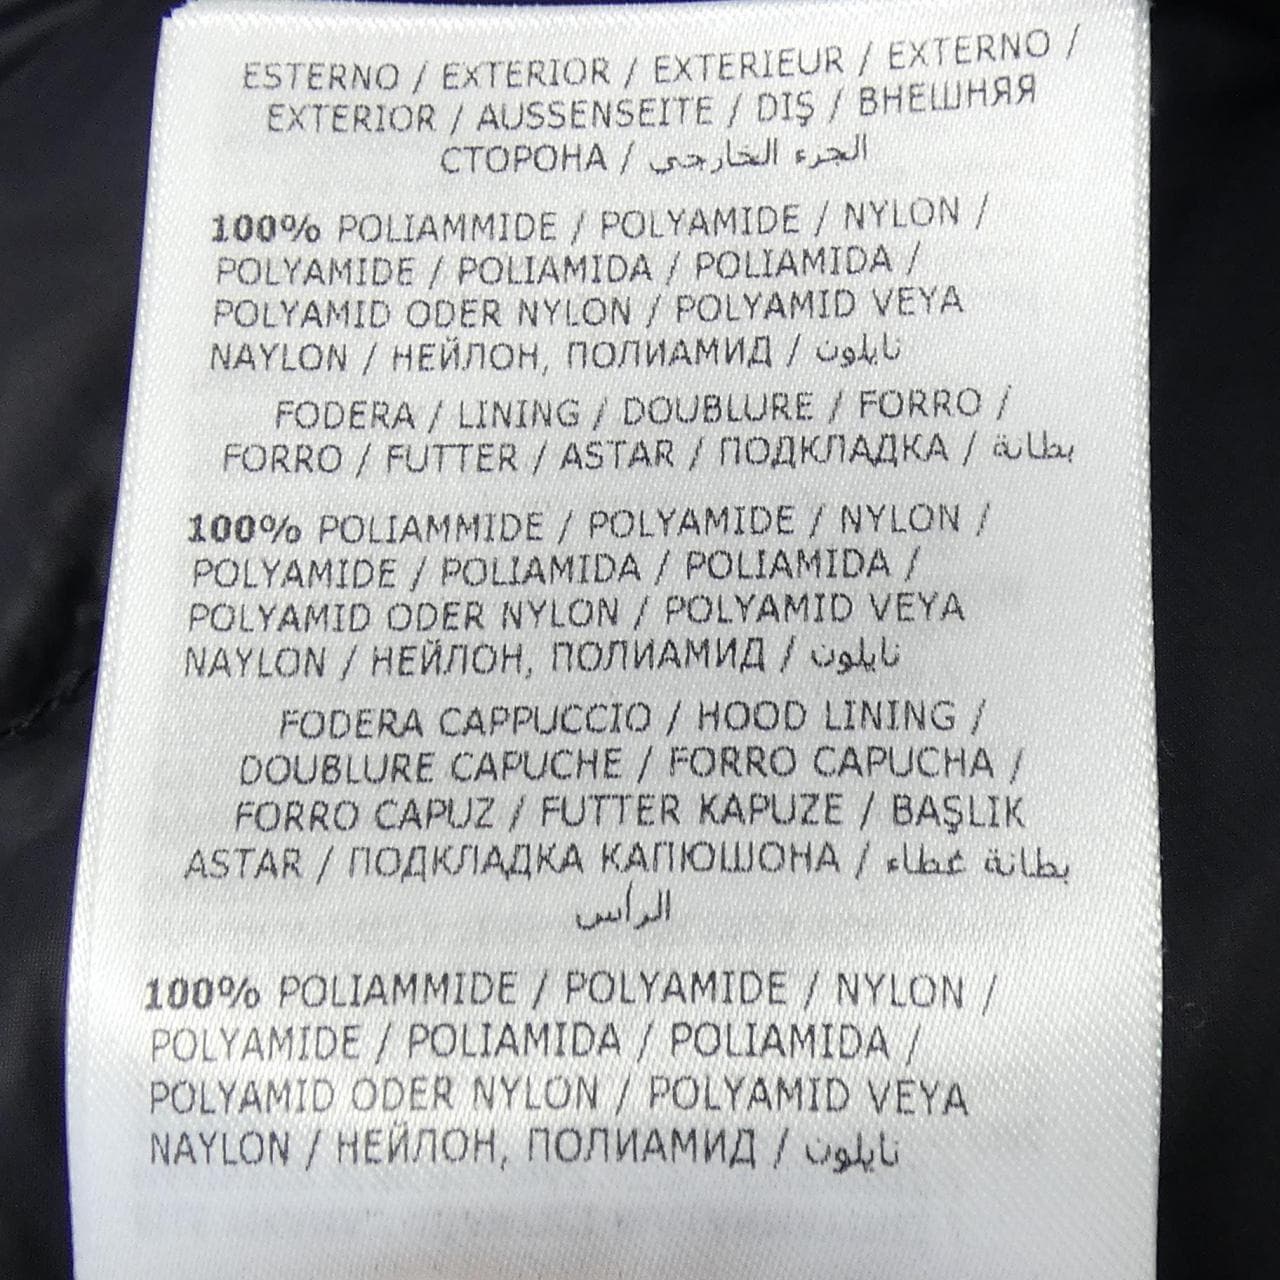 ESTERNO / EXTERIOR / EXTERIEUR / EXTERNO /
EXTERIOR / AUSSENSEITE / DIŞ / ВНЕШНЯЯ
СТОРОНА / الجزء الخارجي
100% POLIAMMIDE / POLYAMIDE / NYLON /
POLYAMIDE / POLIAMIDA / POLIAMIDA /
POLYAMID ODER NYLON / POLYAMID VEYA
NAYLON / НЕЙЛОН, ПОЛИАМИД / نايلون
FODERA / LINING / DOUBLURE / FORRO /
FORRO / FUTTER / ASTAR / ПОДКЛАДКА / بطانة
100% POLIAMMIDE / POLYAMIDE / NYLON /
POLYAMIDE / POLIAMIDA / POLIAMIDA /
POLYAMID ODER NYLON / POLYAMID VEYA
NAYLON / НЕЙЛОН, ПОЛИАМИД / نايلون
FODERA CAPPUCCIO / HOOD LINING /
DOUBLURE CAPUCHE / FORRO CAPUCHA /
FORRO CAPUZ / FUTTER KAPUZE / BAŞLIK
ASTAR / ПОДКЛАДКА КАПЮШОНА / بطانة غطاء
الرأس
100% POLIAMMIDE / POLYAMIDE / NYLON /
POLYAMIDE / POLIAMIDA / POLIAMIDA /
POLYAMID ODER NYLON / POLYAMID VEYA
NAYLON / НЕЙЛОН, ПОЛИАМИД / نايلون